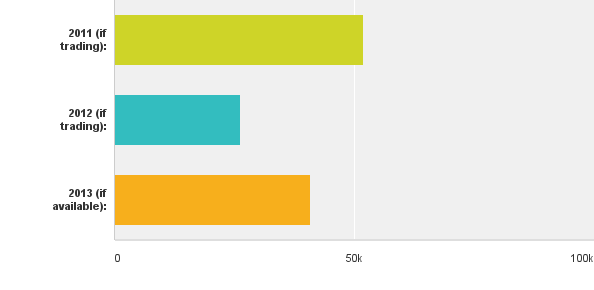 2011 (if
trading):
2012 (if
trading):
2013 (if
available):
0
50k
100k